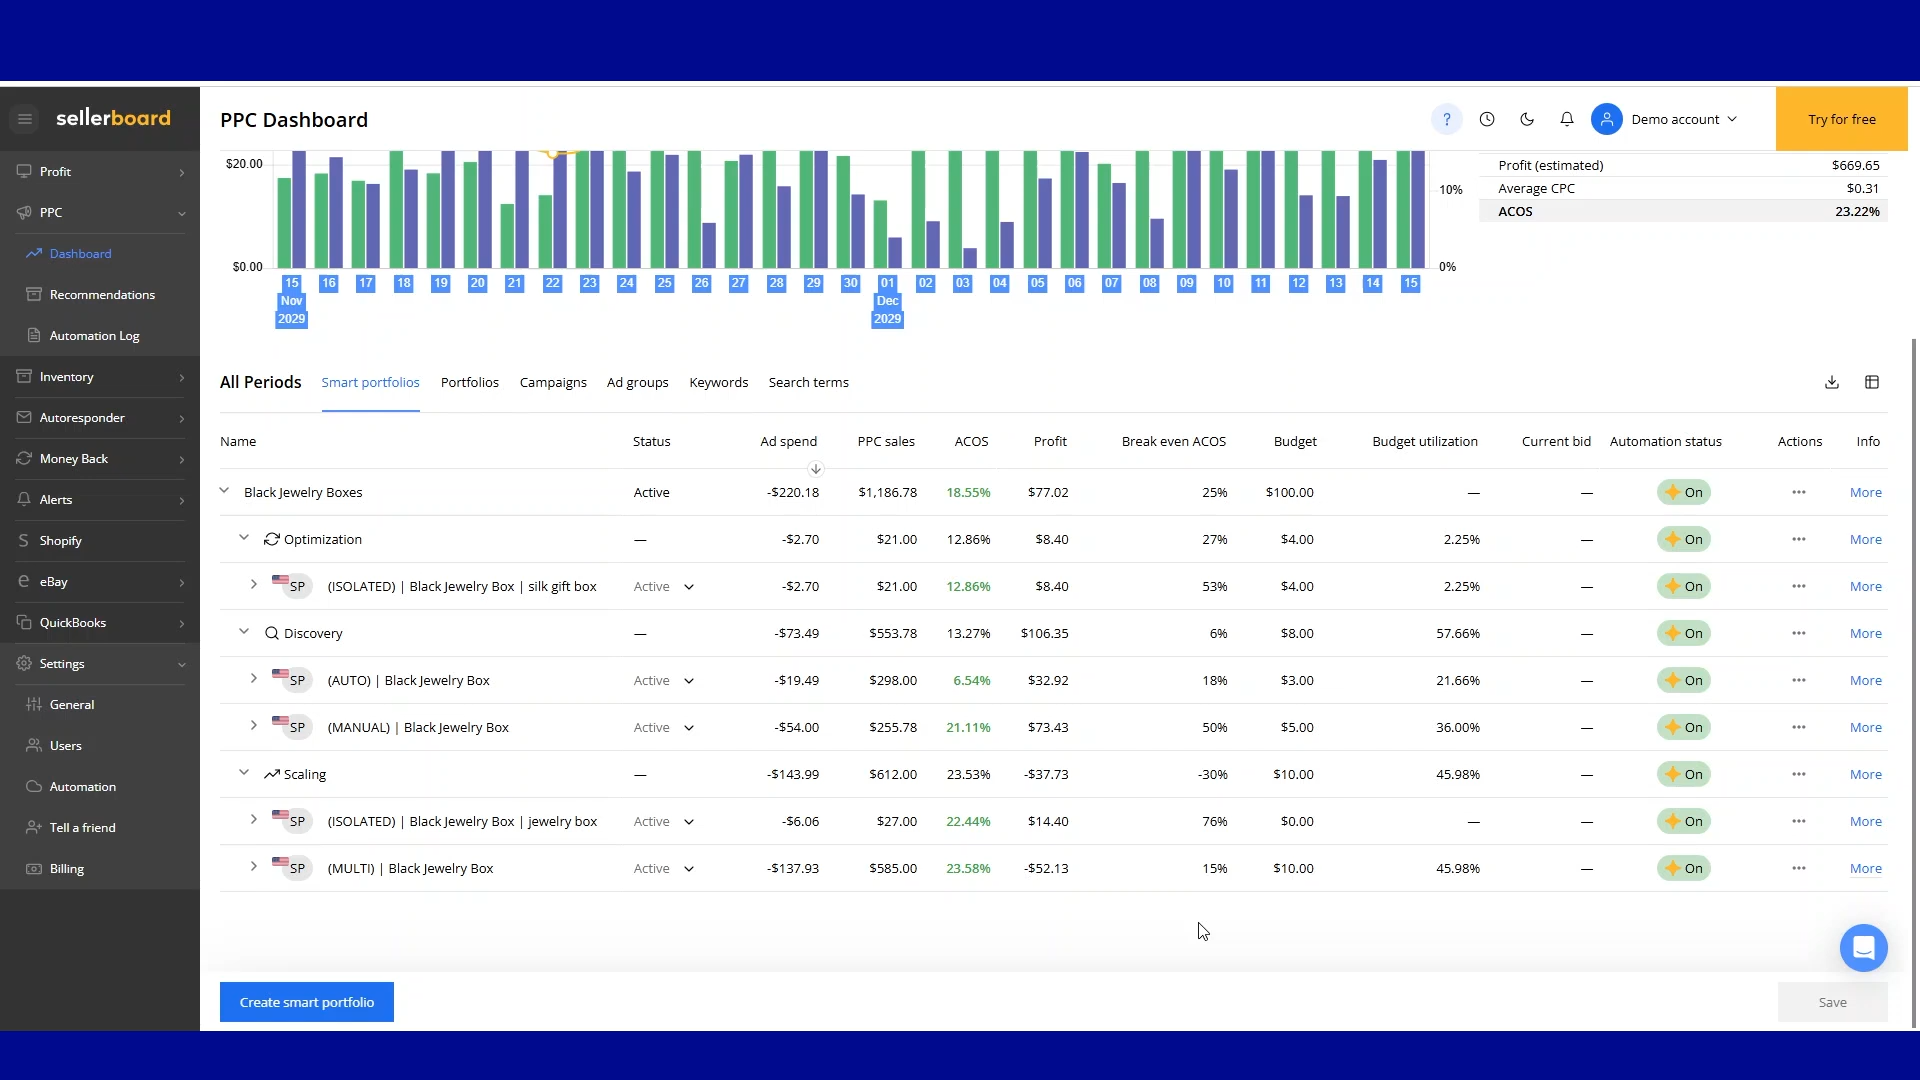 sellerboard
PPC Dashboard
?
Demo account
Try for free
Profit
PPC
Dashboard
Recommendations
Automation Log
Inventory
Autoresponder
Money Back
Alerts
Shopify
eBay
QuickBooks
Settings
General
Users
Automation
Tell a friend
Billing
$20.00
$0.00
10%
0%
15 16 17 18 19 20 21 22 23 24 25 26 27 28 29 30 01 02 03 04 05 06 07 08 09 10 11 12 13 14 15
Nov Dec
2029 2029
Profit (estimated) $669.65
Average CPC $0.31
ACOS 23.22%
All Periods Smart portfolios Portfolios Campaigns Ad groups Keywords Search terms
Name Status Ad spend PPC sales ACOS Profit Break even ACOS Budget Budget utilization Current bid Automation status Actions Info
Black Jewelry Boxes Active -$220.18 $1,186.78 18.55% $77.02 25% $100.00 — — On ••• More
Optimization — -$2.70 $21.00 12.86% $8.40 27% $4.00 2.25% — On ••• More
SP (ISOLATED) | Black Jewelry Box | silk gift box Active -$2.70 $21.00 12.86% $8.40 53% $4.00 2.25% — On ••• More
Discovery — -$73.49 $553.78 13.27% $106.35 6% $8.00 57.66% — On ••• More
SP (AUTO) | Black Jewelry Box Active -$19.49 $298.00 6.54% $32.92 18% $3.00 21.66% — On ••• More
SP (MANUAL) | Black Jewelry Box Active -$54.00 $255.78 21.11% $73.43 50% $5.00 36.00% — On ••• More
Scaling — -$143.99 $612.00 23.53% -$37.73 -30% $10.00 45.98% — On ••• More
SP (ISOLATED) | Black Jewelry Box | jewelry box Active -$6.06 $27.00 22.44% $14.40 76% $0.00 — — On ••• More
SP (MULTI) | Black Jewelry Box Active -$137.93 $585.00 23.58% -$52.13 15% $10.00 45.98% — On ••• More
Create smart portfolio
Save